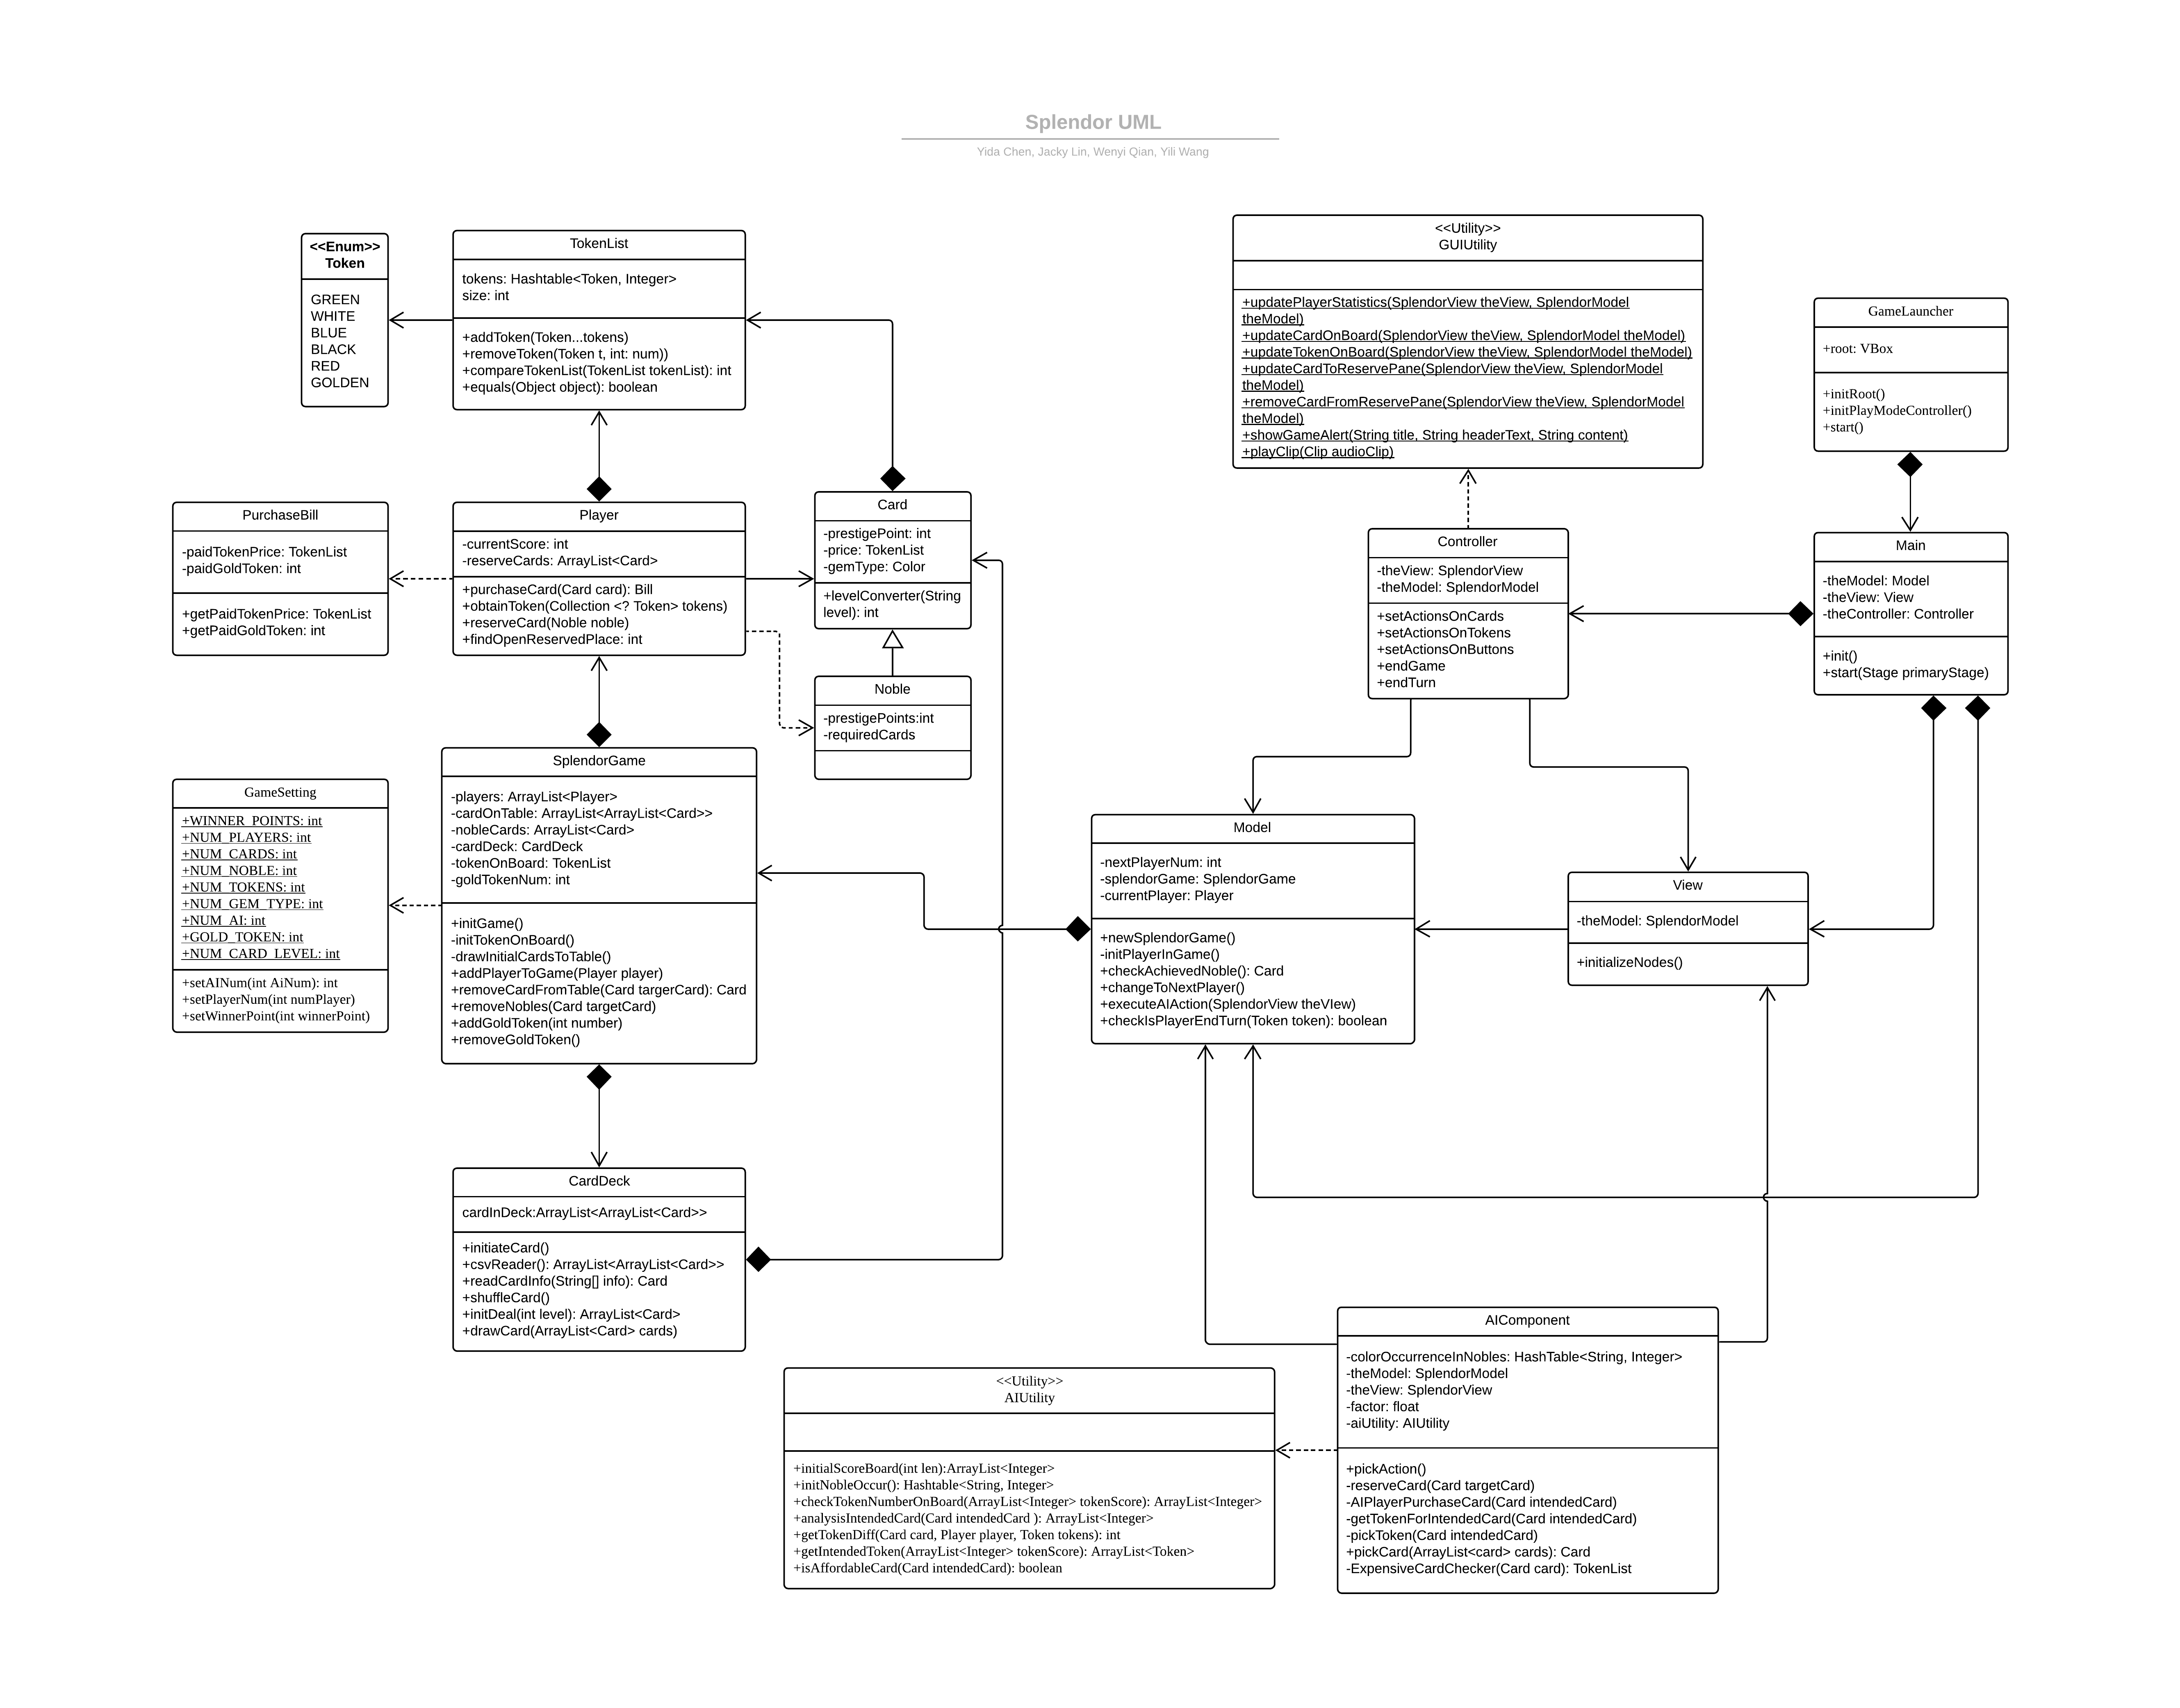 Splendor UML
Yida Chen, Jacky Lin, Wenyi Qian, Yili Wang
<<Enum>>
Token
GREEN
WHITE
BLUE
BLACK
RED
GOLDEN
TokenList
tokens: Hashtable<Token, Integer>
size: int
+addToken(Token...tokens)
+removeToken(Token t, int: num))
+compareTokenList(TokenList tokenList): int
+equals(Object object): boolean
<<Utility>>
GUIUtility
+updatePlayerStatistics(SplendorView theView, SplendorModel
theModel)
+updateCardOnBoard(SplendorView theView, SplendorModel theModel)
+updateTokenOnBoard(SplendorView theView, SplendorModel theModel)
+updateCardToReservePane(SplendorView theView, SplendorModel
theModel)
+removeCardFromReservePane(SplendorView theView, SplendorModel
theModel)
+showGameAlert(String title, String headerText, String content)
+playClip(Clip audioClip)
GameLauncher
+root: VBox
+initRoot()
+initPlayModeController()
+start()
PurchaseBill
-paidTokenPrice: TokenList
-paidGoldToken: int
+getPaidTokenPrice: TokenList
+getPaidGoldToken: int
Player
-currentScore: int
-reserveCards: ArrayList<Card>
+purchaseCard(Card card): Bill
+obtainToken(Collection <? Token> tokens)
+reserveCard(Noble noble)
+findOpenReservedPlace: int
Card
-prestigePoint: int
-price: TokenList
-gemType: Color
+levelConverter(String
level): int
Controller
-theView: SplendorView
-theModel: SplendorModel
+setActionsOnCards
+setActionsOnTokens
+setActionsOnButtons
+endGame
+endTurn
Main
-theModel: Model
-theView: View
-theController: Controller
+init()
+start(Stage primaryStage)
Noble
-prestigePoints:int
-requiredCards
GameSetting
+WINNER_POINTS: int
+NUM_PLAYERS: int
+NUM_CARDS: int
+NUM_NOBLE: int
+NUM_TOKENS: int
+NUM_GEM_TYPE: int
+NUM_AI: int
+GOLD_TOKEN: int
+NUM_CARD_LEVEL: int
+setAINum(int AiNum): int
+setPlayerNum(int numPlayer)
+setWinnerPoint(int winnerPoint)
SplendorGame
-players: ArrayList<Player>
-cardOnTable: ArrayList<ArrayList<Card>>
-nobleCards: ArrayList<Card>
-cardDeck: CardDeck
-tokenOnBoard: TokenList
-goldTokenNum: int
+initGame()
-initTokenOnBoard()
-drawInitialCardsToTable()
+addPlayerToGame(Player player)
+removeCardFromTable(Card targerCard): Card
+removeNobles(Card targetCard)
+addGoldToken(int number)
+removeGoldToken()
Model
-nextPlayerNum: int
-splendorGame: SplendorGame
-currentPlayer: Player
+newSplendorGame()
-initPlayerInGame()
+checkAchievedNoble(): Card
+changeToNextPlayer()
+executeAIAction(SplendorView theVIew)
+checkIsPlayerEndTurn(Token token): boolean
View
-theModel: SplendorModel
+initializeNodes()
CardDeck
cardInDeck:ArrayList<ArrayList<Card>>
+initiateCard()
+csvReader(): ArrayList<ArrayList<Card>>
+readCardInfo(String[] info): Card
+shuffleCard()
+initDeal(int level): ArrayList<Card>
+drawCard(ArrayList<Card> cards)
AIComponent
-colorOccurrenceInNobles: HashTable<String, Integer>
-theModel: SplendorModel
-theView: SplendorView
-factor: float
-aiUtility: AIUtility
+pickAction()
-reserveCard(Card targetCard)
-AIPlayerPurchaseCard(Card intendedCard)
-getTokenForIntendedCard(Card intendedCard)
-pickToken(Card intendedCard)
+pickCard(ArrayList<card> cards): Card
-ExpensiveCardChecker(Card card): TokenList
<<Utility>>
AIUtility
+initialScoreBoard(int len):ArrayList<Integer>
+initNobleOccur(): Hashtable<String, Integer>
+checkTokenNumberOnBoard(ArrayList<Integer> tokenScore): ArrayList<Integer>
+analysisIntendedCard(Card intendedCard ): ArrayList<Integer>
+getTokenDiff(Card card, Player player, Token tokens): int
+getIntendedToken(ArrayList<Integer> tokenScore): ArrayList<Token>
+isAffordableCard(Card intendedCard): boolean